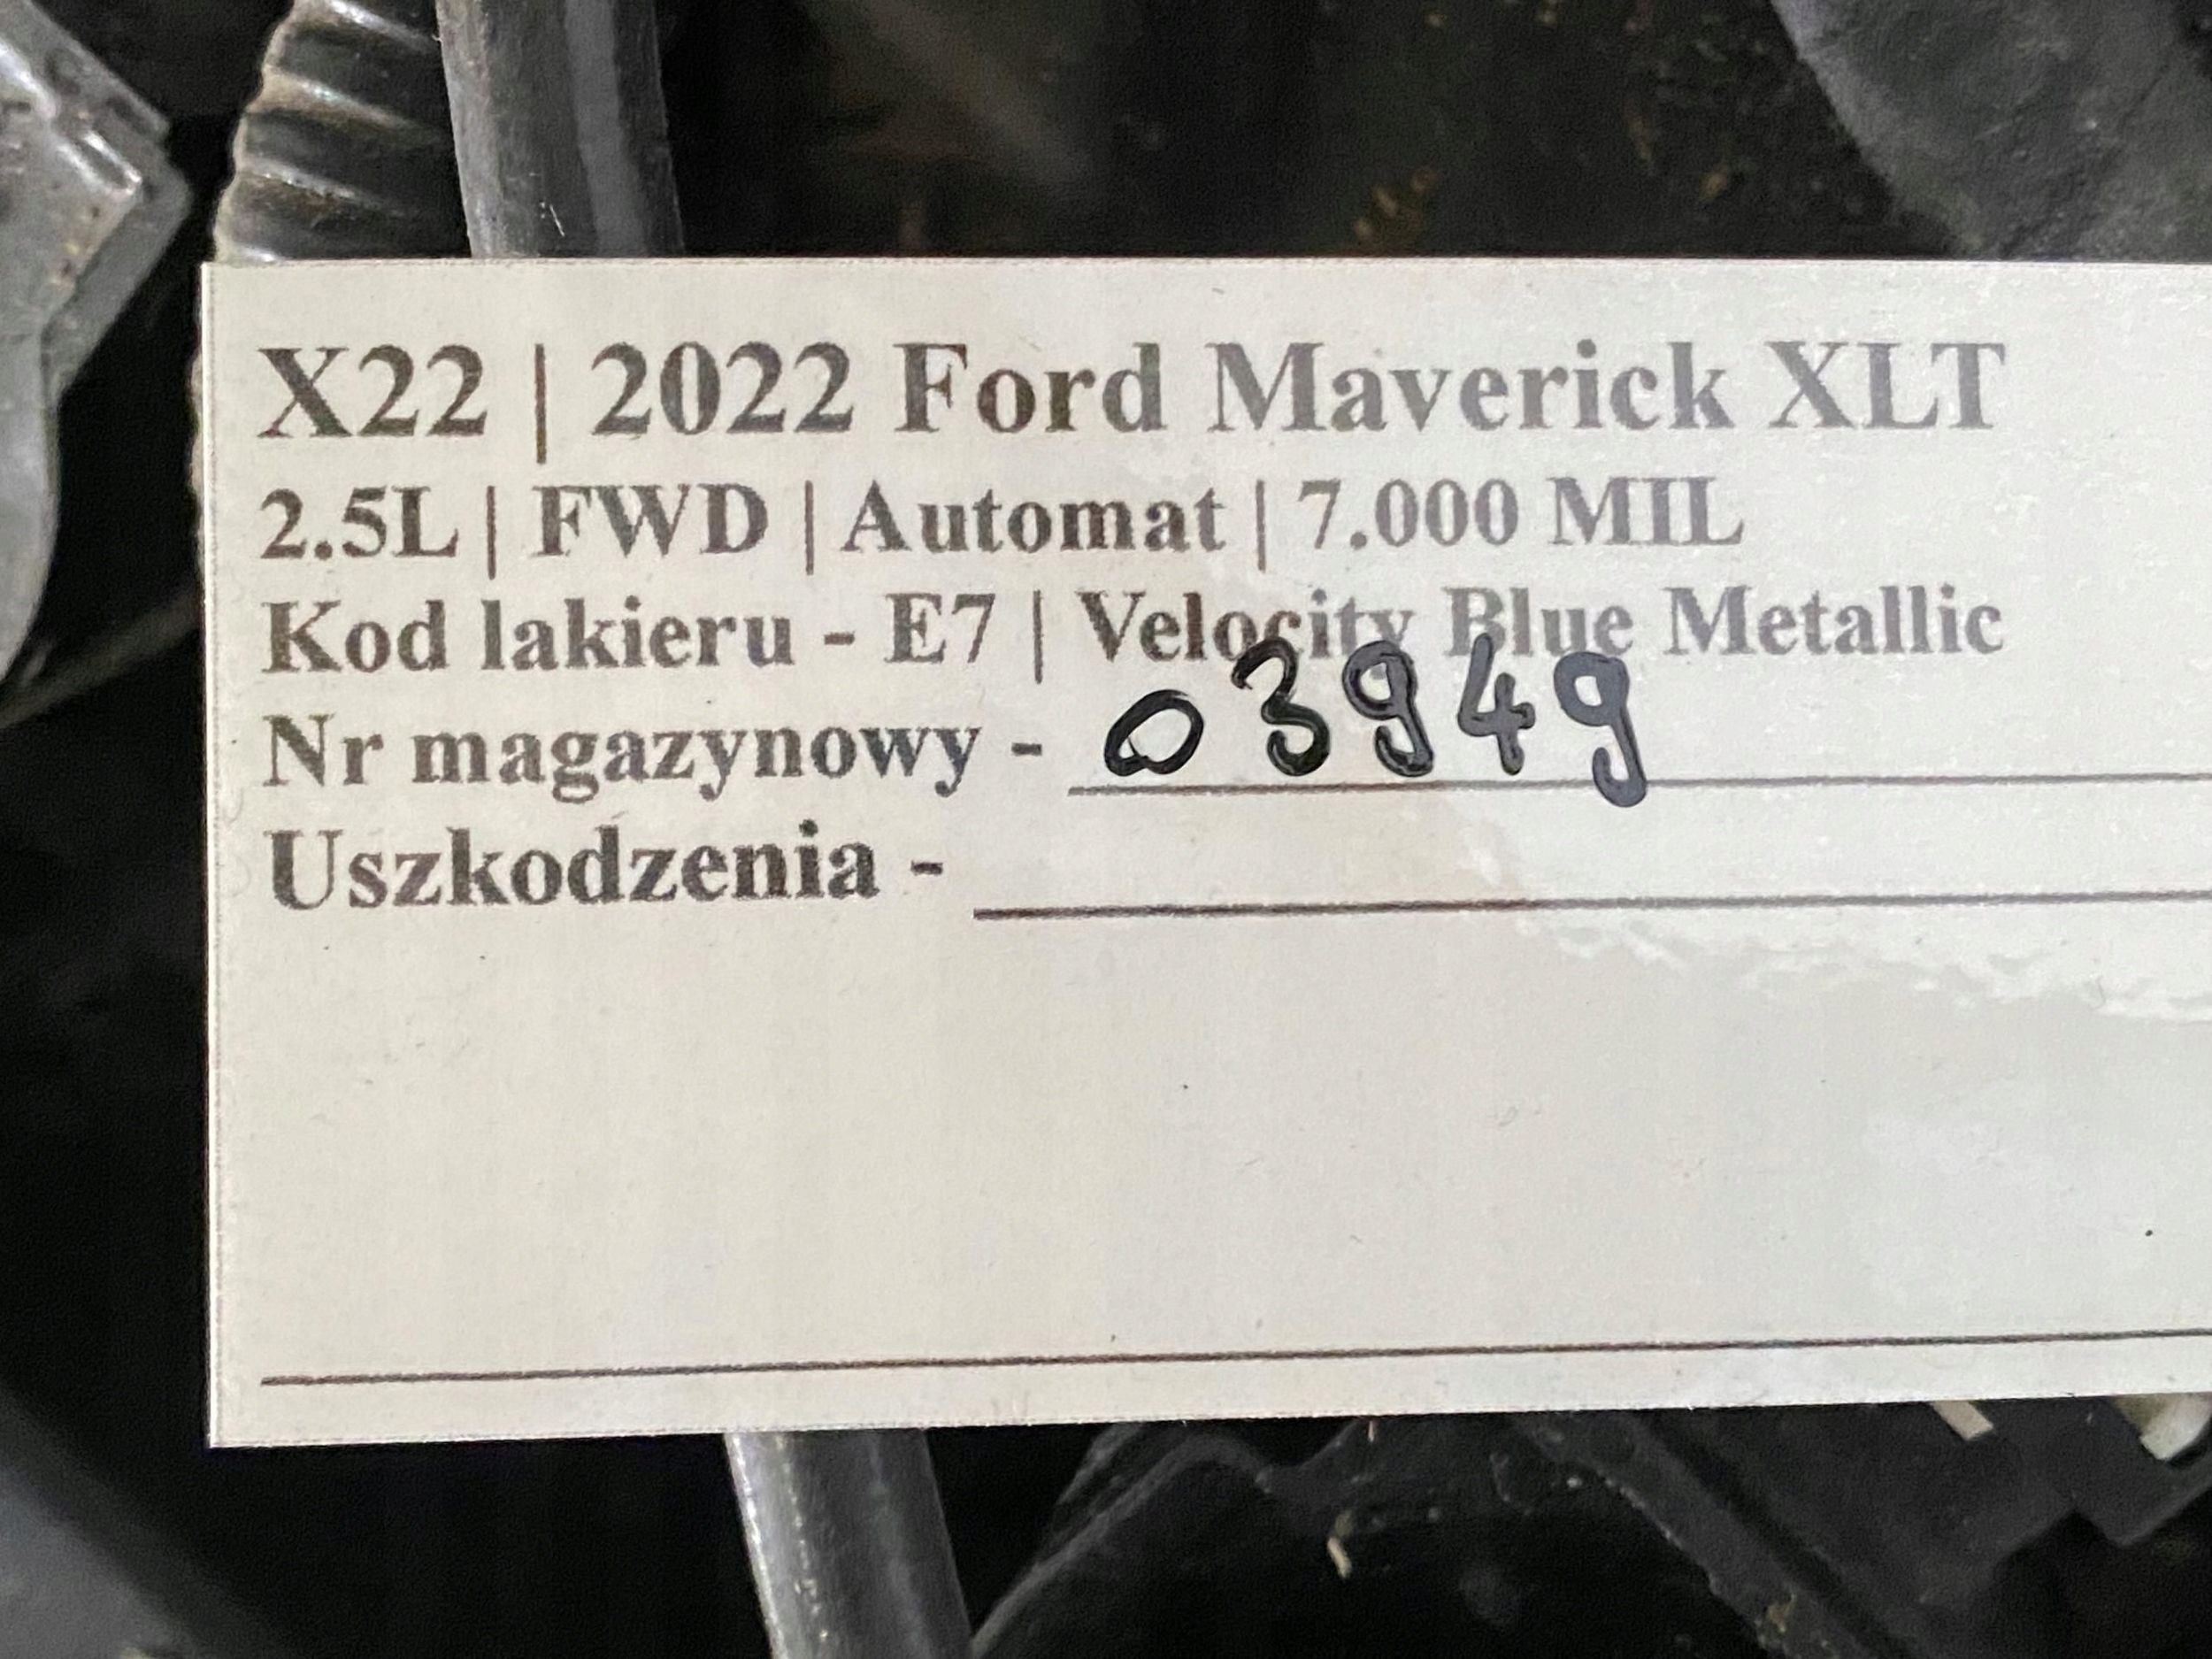 X22 | 2022 Ford Maverick XLT
2.5L | FWD | Automat | 7.000 MIL
Kod lakieru - E7 | Velocity Blue Metallic
Nr magazynowy - 03949
Uszkodzenia -